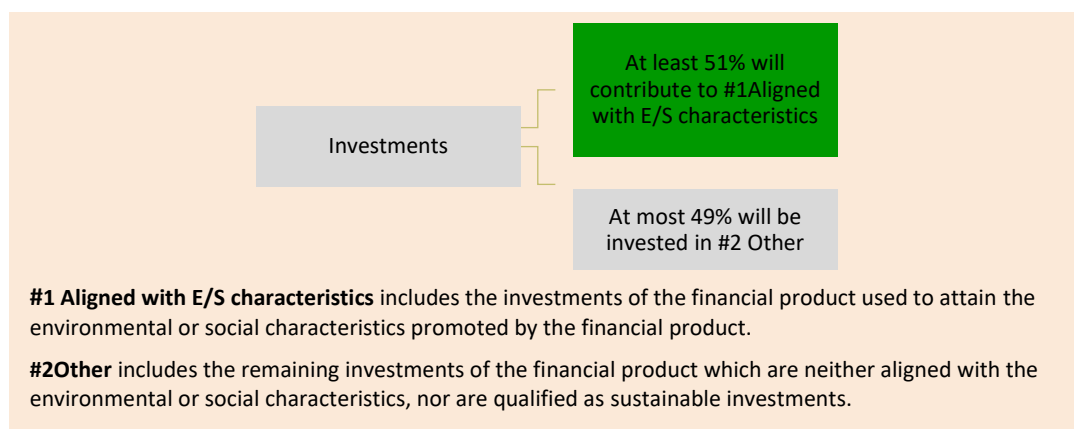 At least 51% will
contribute to #1Aligned
with E/S characteristics
Investments
At most 49% will be
invested in #2 Other
#1 Aligned with E/S characteristics includes the investments of the financial product used to attain the
environmental or social characteristics promoted by the financial product.
#2Other includes the remaining investments of the financial product which are neither aligned with the
environmental or social characteristics, nor are qualified as sustainable investments.